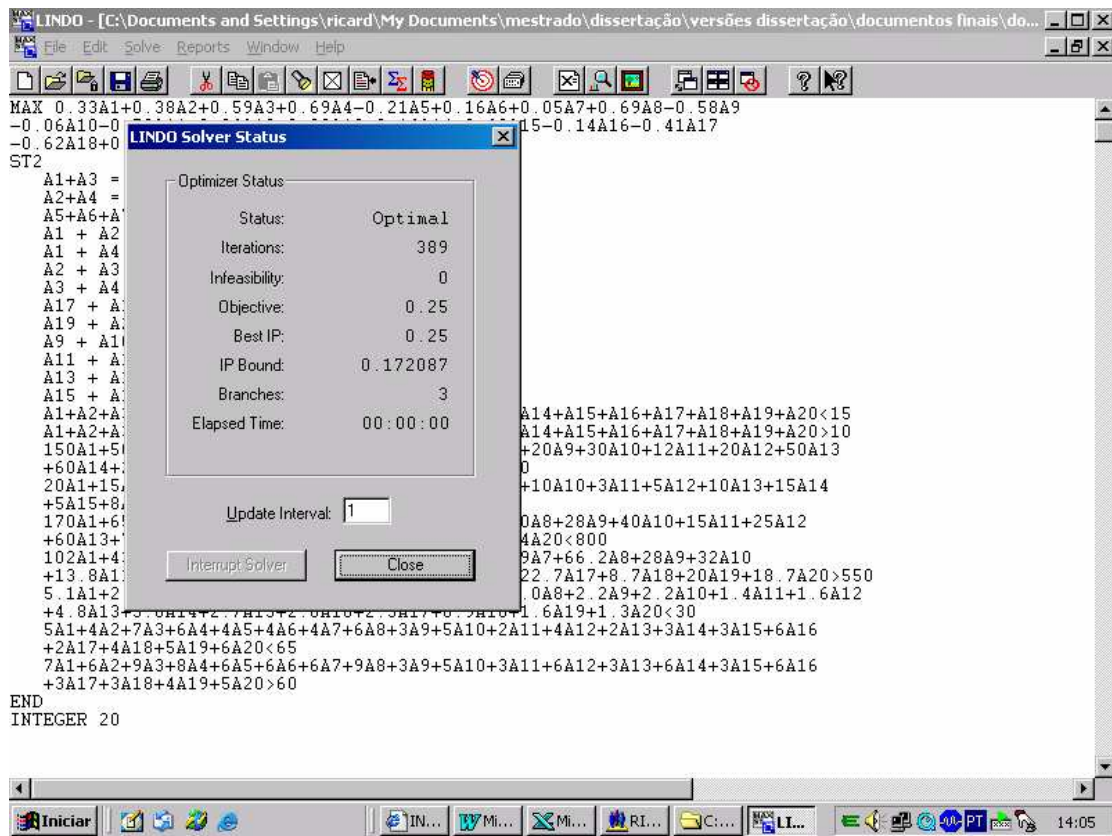 LINDO - [C:\Documents and Settings\ricard\My Documents\mestrado\dissertação\versões dissertação\documentos finais\do...
File Edit Solve Reports Window Help
MAX 0.33A1+0.38A2+0.59A3+0.69A4-0.21A5+0.16A6+0.05A7+0.69A8-0.58A9
-0.06A10-0 15-0.14A16-0.41A17
-0.62A18+0
ST2
A1+A3 =
A2+A4 =
A5+A6+A
A1 + A2
A1 + A4
A2 + A3
A3 + A4
A17 + A
A19 + A
A9 + A1
A11 + A
A13 + A
A15 + A
A1+A2+A A14+A15+A16+A17+A18+A19+A20<15
A1+A2+A A14+A15+A16+A17+A18+A19+A20>10
150A1+5 +20A9+30A10+12A11+20A12+50A13
+60A14+ 0
20A1+15 +10A10+3A11+5A12+10A13+15A14
+5A15+8
170A1+6 0A8+28A9+40A10+15A11+25A12
+60A13+ 4A20<800
102A1+4 9A7+66.2A8+28A9+32A10
+13.8A1 22.7A17+8.7A18+20A19+18.7A20>550
5.1A1+2 .0A8+2.2A9+2.2A10+1.4A11+1.6A12
+4.8A13+ +1.6A19+1.3A20<30
5A1+4A2+7A3+6A4+4A5+4A6+4A7+6A8+3A9+5A10+2A11+4A12+2A13+3A14+3A15+6A16
+2A17+4A18+5A19+6A20<65
7A1+6A2+9A3+8A4+6A5+6A6+6A7+9A8+3A9+5A10+3A11+6A12+3A13+6A14+3A15+6A16
+3A17+3A18+4A19+5A20>60
END
INTEGER 20
LINDO Solver Status
Optimizer Status
Status: Optimal
Iterations: 389
Infeasibility: 0
Objective: 0.25
Best IP: 0.25
IP Bound: 0.172087
Branches: 3
Elapsed Time: 00:00:00
Update Interval: 1
Interrupt Solver Close
Iniciar IN... Mi... Mi... RI... C:... LI... PT 14:05